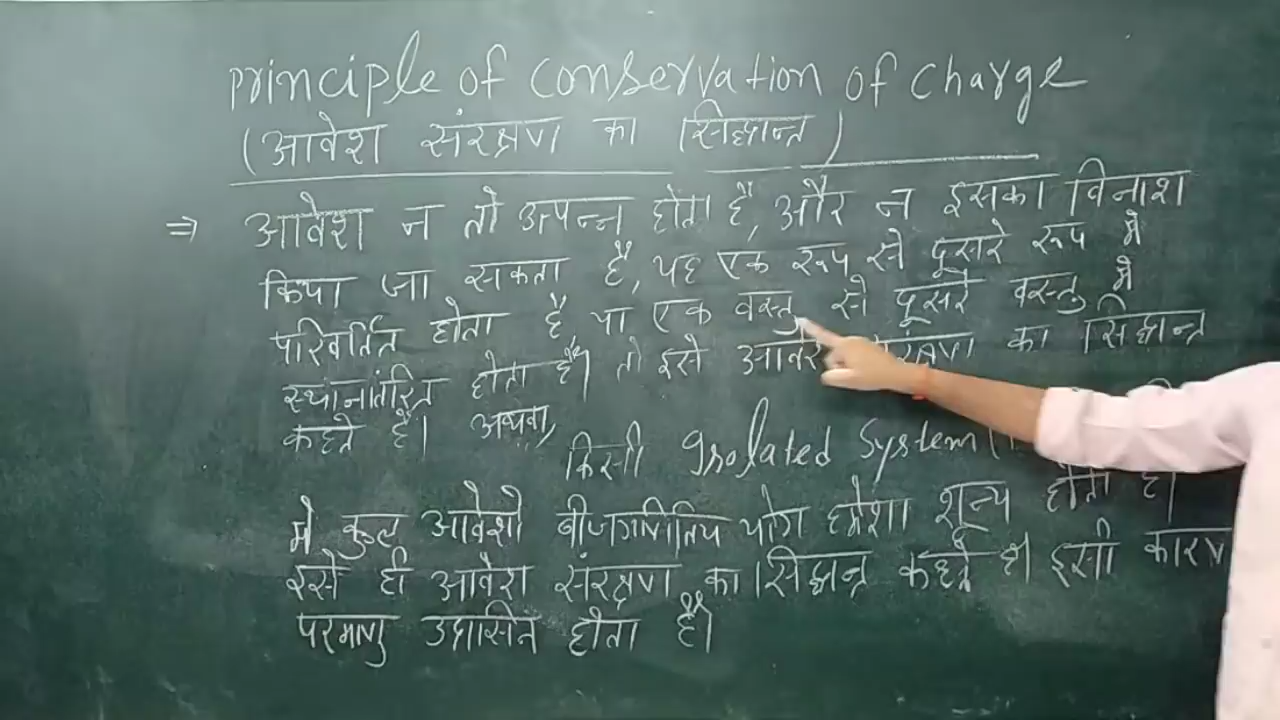 Principle of Conservation of Charge
(आवेश संरक्षण का सिद्धान्त)
⇒ आवेश न तो उत्पन्न होता है, और न इसका विनाश
किया जा सकता है, यह एक रूप से दूसरे रूप मे
परिवर्तित होता है, या एक वस्तु से दूसरे वस्तु मे
स्थांनातंरित होता है। तो इसे का सिद्धान्त
कहते है। अथवा,
किसी Isolated System (
मे कुल आवेशो बीजगणितिय योग हमेशा शून्य होता है।
इसे ही आवेश संरक्षण का सिद्धान्त कहते है। इसी कारण
परमाणु उदासित होता है।